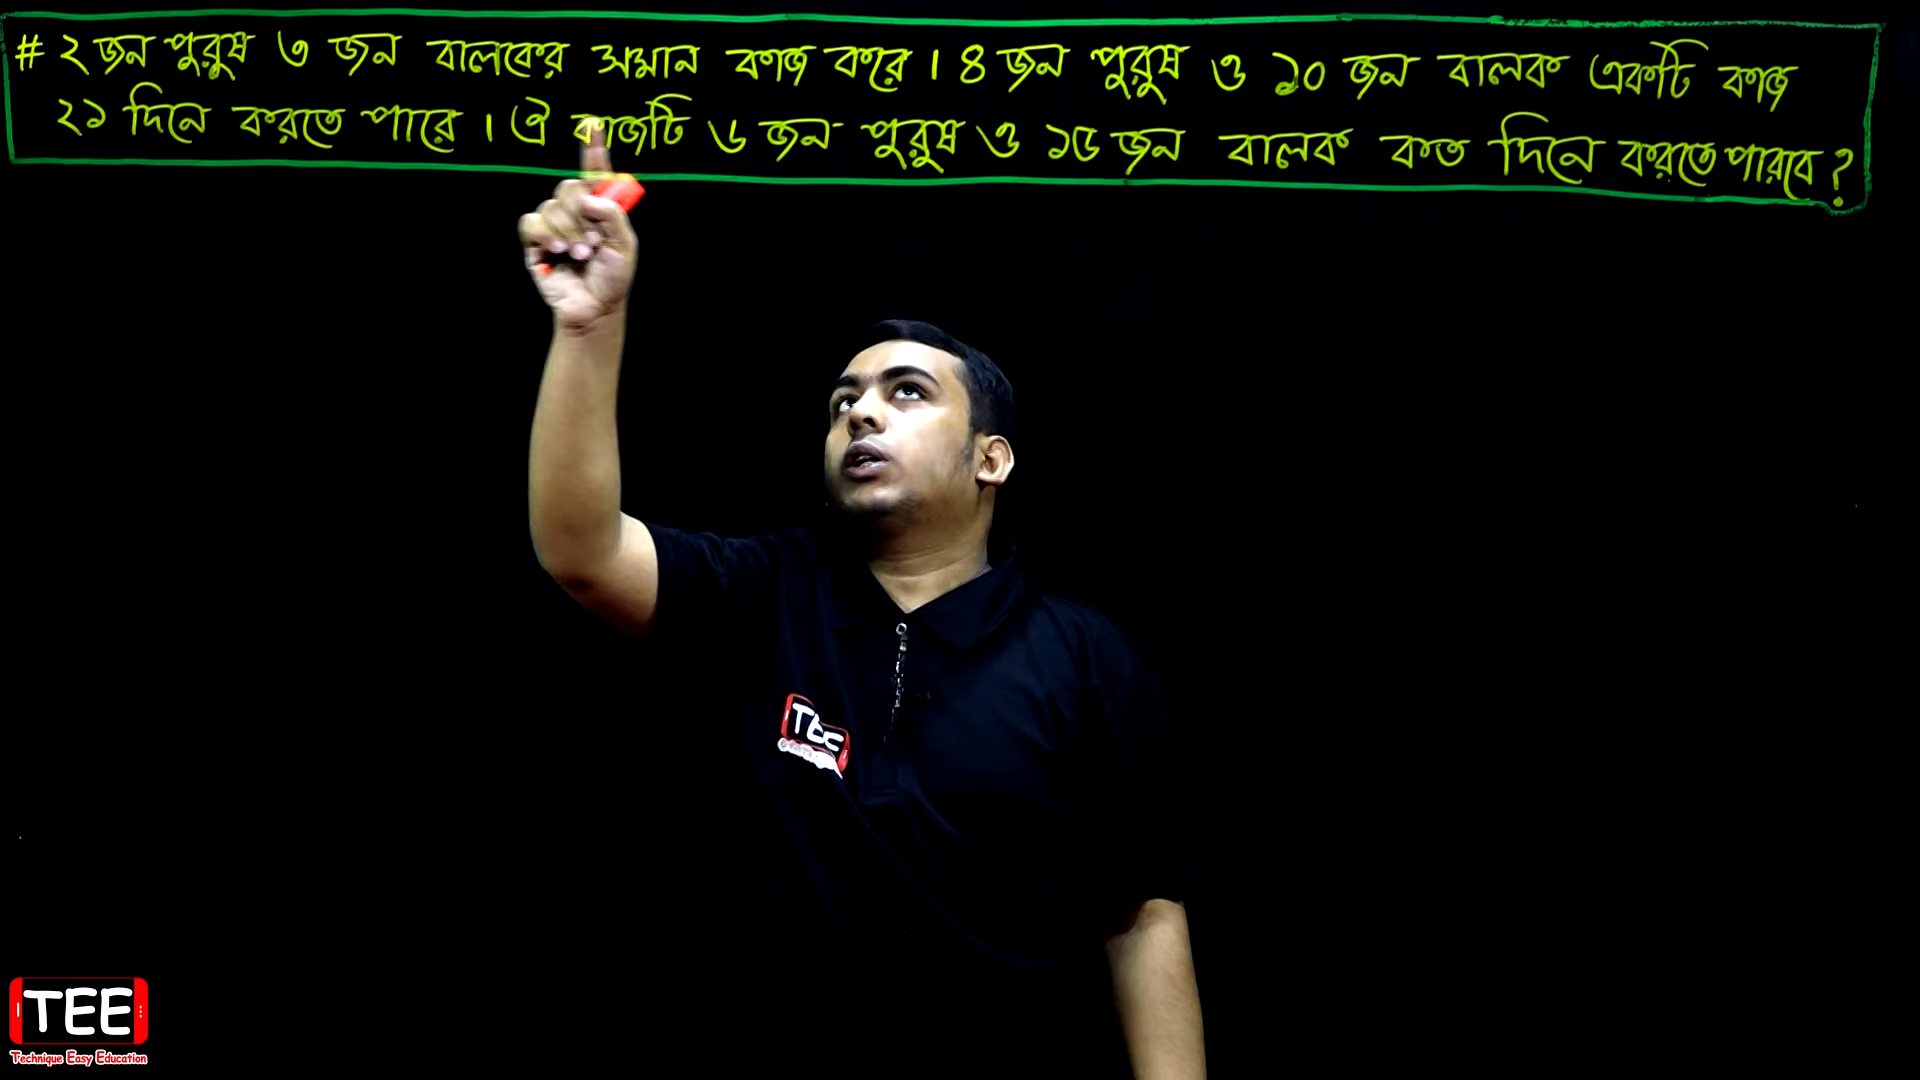 # ২ জন পুরুষ ৩ জন বালকের সমান কাজ করে। ৪ জন পুরুষ ও ১০ জন বালক একটি কাজ
২১ দিনে করতে পারে। ঐ কাজটি ৬ জন পুরুষ ও ১৫ জন বালক কত দিনে করতে পারবে?
TEE
TEE
Technique Easy Education